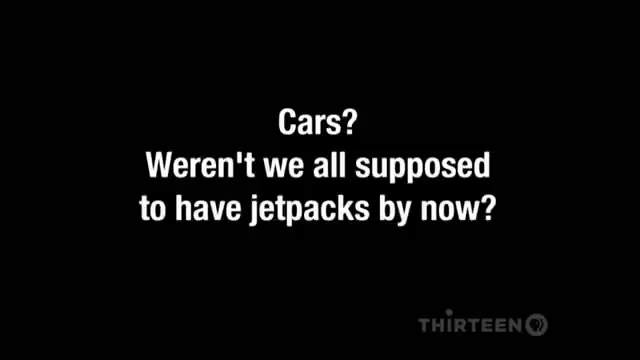 Cars?
Weren't we all supposed
to have jetpacks by now?
THIRTEEN